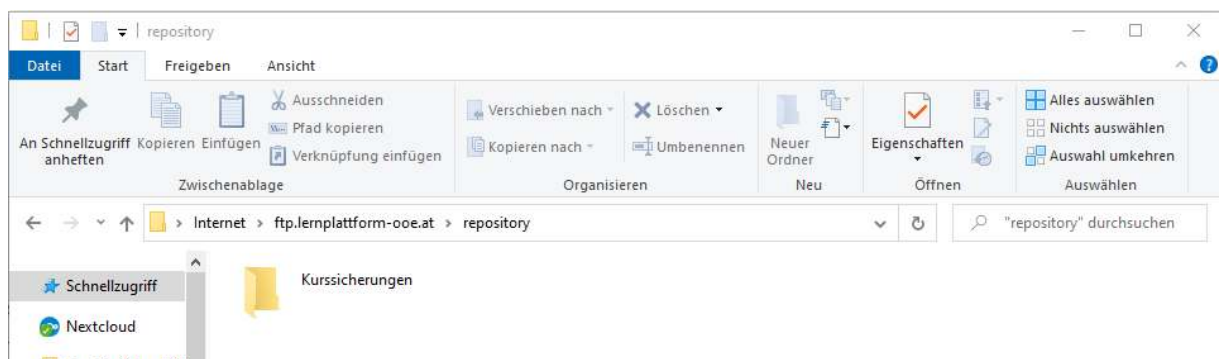 repository
Datei Start Freigeben Ansicht
An Schnellzugriff anheften
Kopieren
Einfügen
Ausschneiden
Pfad kopieren
Verknüpfung einfügen
Zwischenablage
Verschieben nach
Kopieren nach
Löschen
Umbenennen
Organisieren
Neuer
Ordner
Neu
Eigenschaften
Öffnen
Alles auswählen
Nichts auswählen
Auswahl umkehren
Auswählen
Internet > ftp.lernplattform-ooe.at > repository
"repository" durchsuchen
Schnellzugriff
Kurssicherungen
Nextcloud